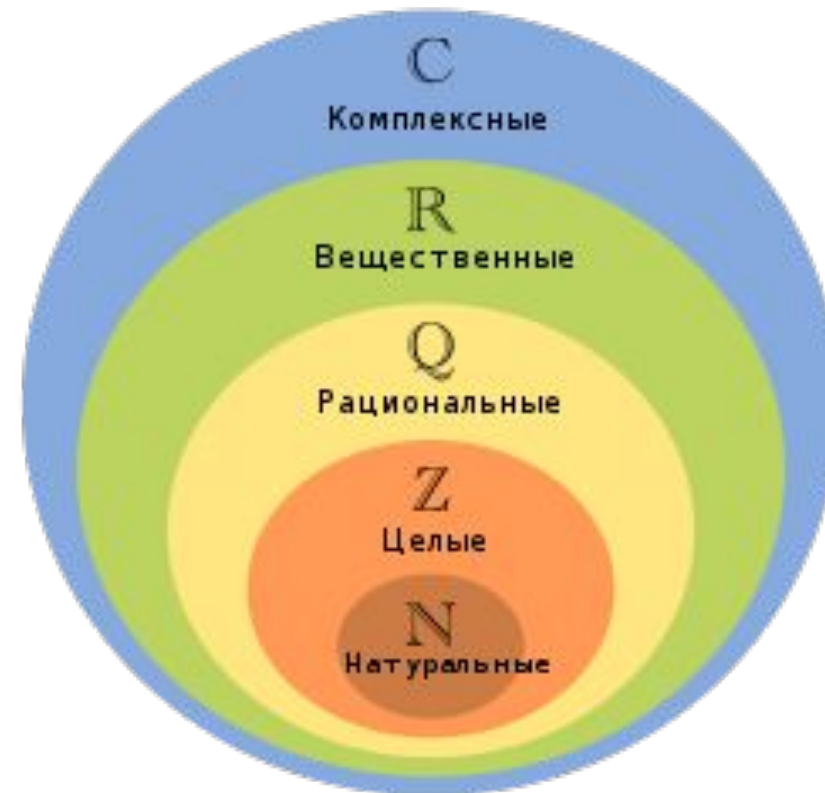 ℂ
Комплексные
ℝ
Вещественные
ℚ
Рациональные
ℤ
Целые
ℕ
Натуральные